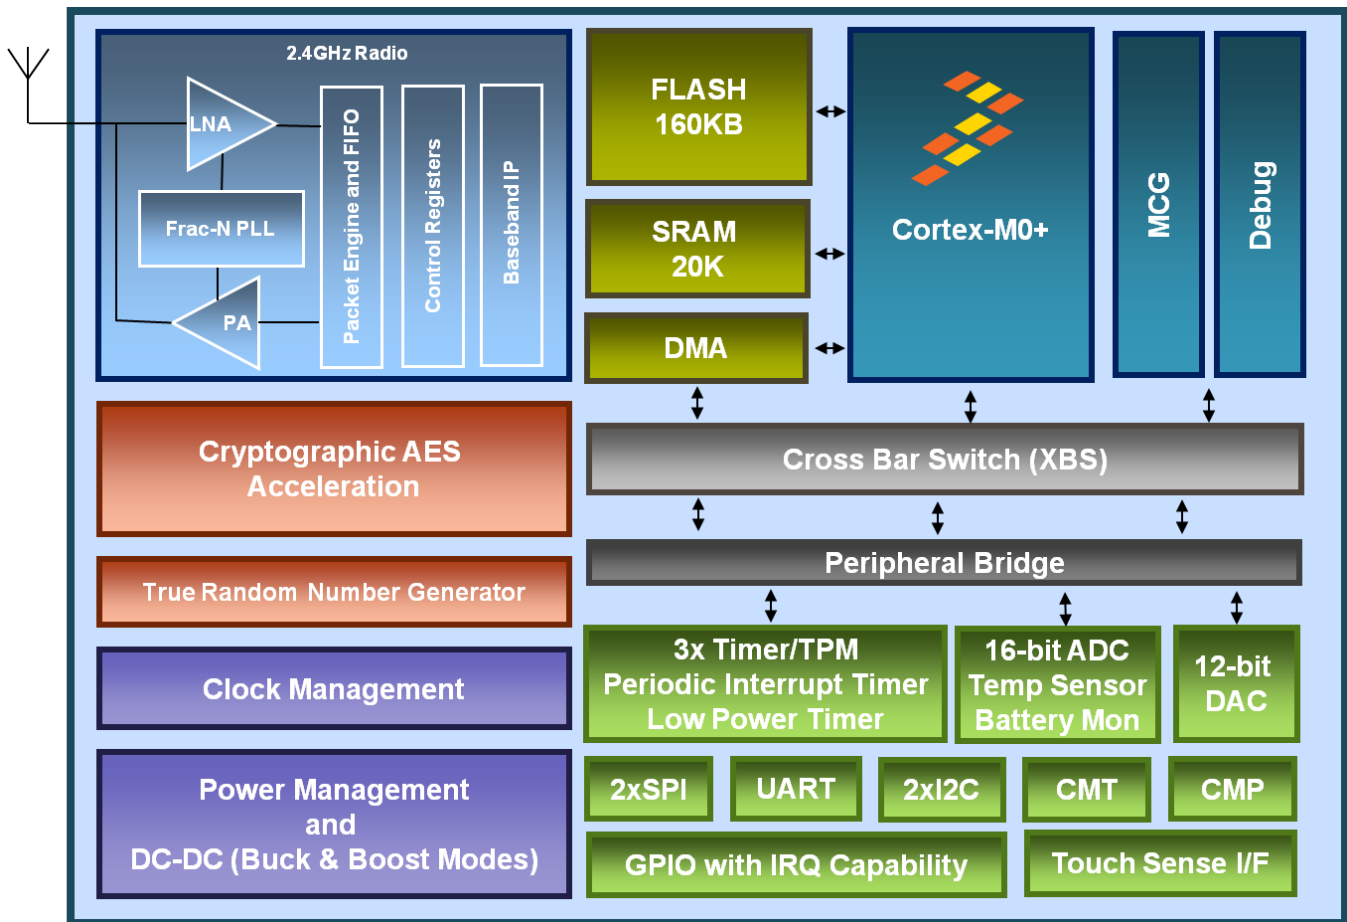 2.4GHz Radio
LNA
Frac-N PLL
PA
Packet Engine and FIFO
Control Registers
Baseband IP
FLASH
160KB
SRAM
20K
DMA
Cortex-M0+
MCG
Debug
Cryptographic AES
Acceleration
Cross Bar Switch (XBS)
True Random Number Generator
Peripheral Bridge
Clock Management
3x Timer/TPM
Periodic Interrupt Timer
Low Power Timer
16-bit ADC
Temp Sensor
Battery Mon
12-bit
DAC
Power Management
and
DC-DC (Buck & Boost Modes)
2xSPI
UART
2xI2C
CMT
CMP
GPIO with IRQ Capability
Touch Sense I/F